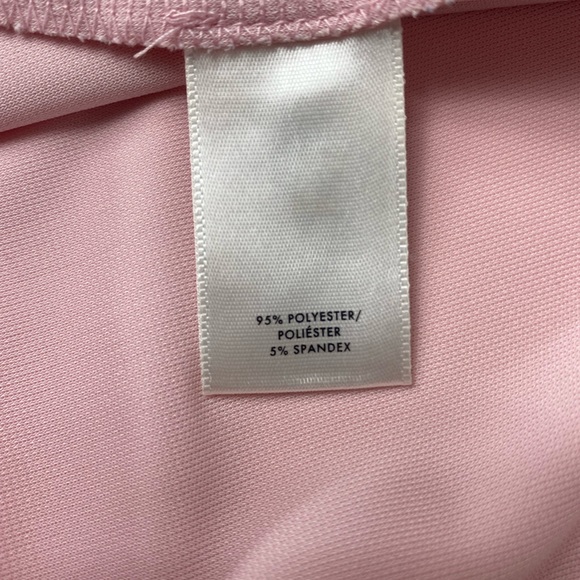 95% POLYESTER/
POLIÉSTER
5% SPANDEX